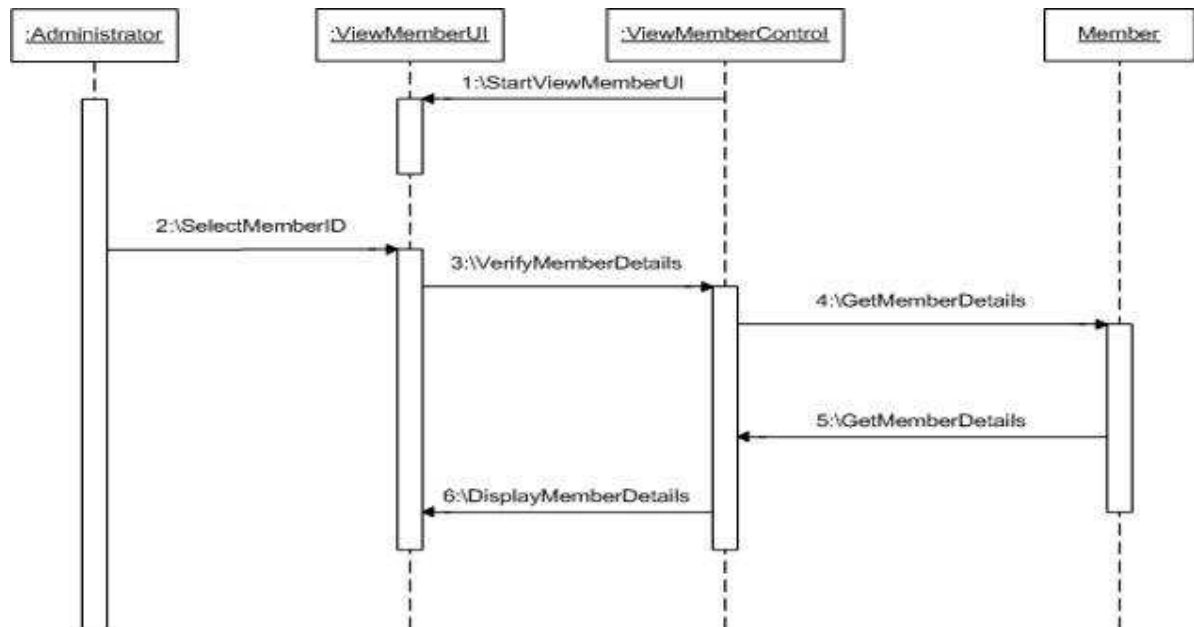 :Administrator
:ViewMemberUI
:ViewMemberControl
Member
1:\StartViewMemberUI
2:\SelectMemberID
3:\VerifyMemberDetails
4:\GetMemberDetails
5:\GetMemberDetails
6:\DisplayMemberDetails